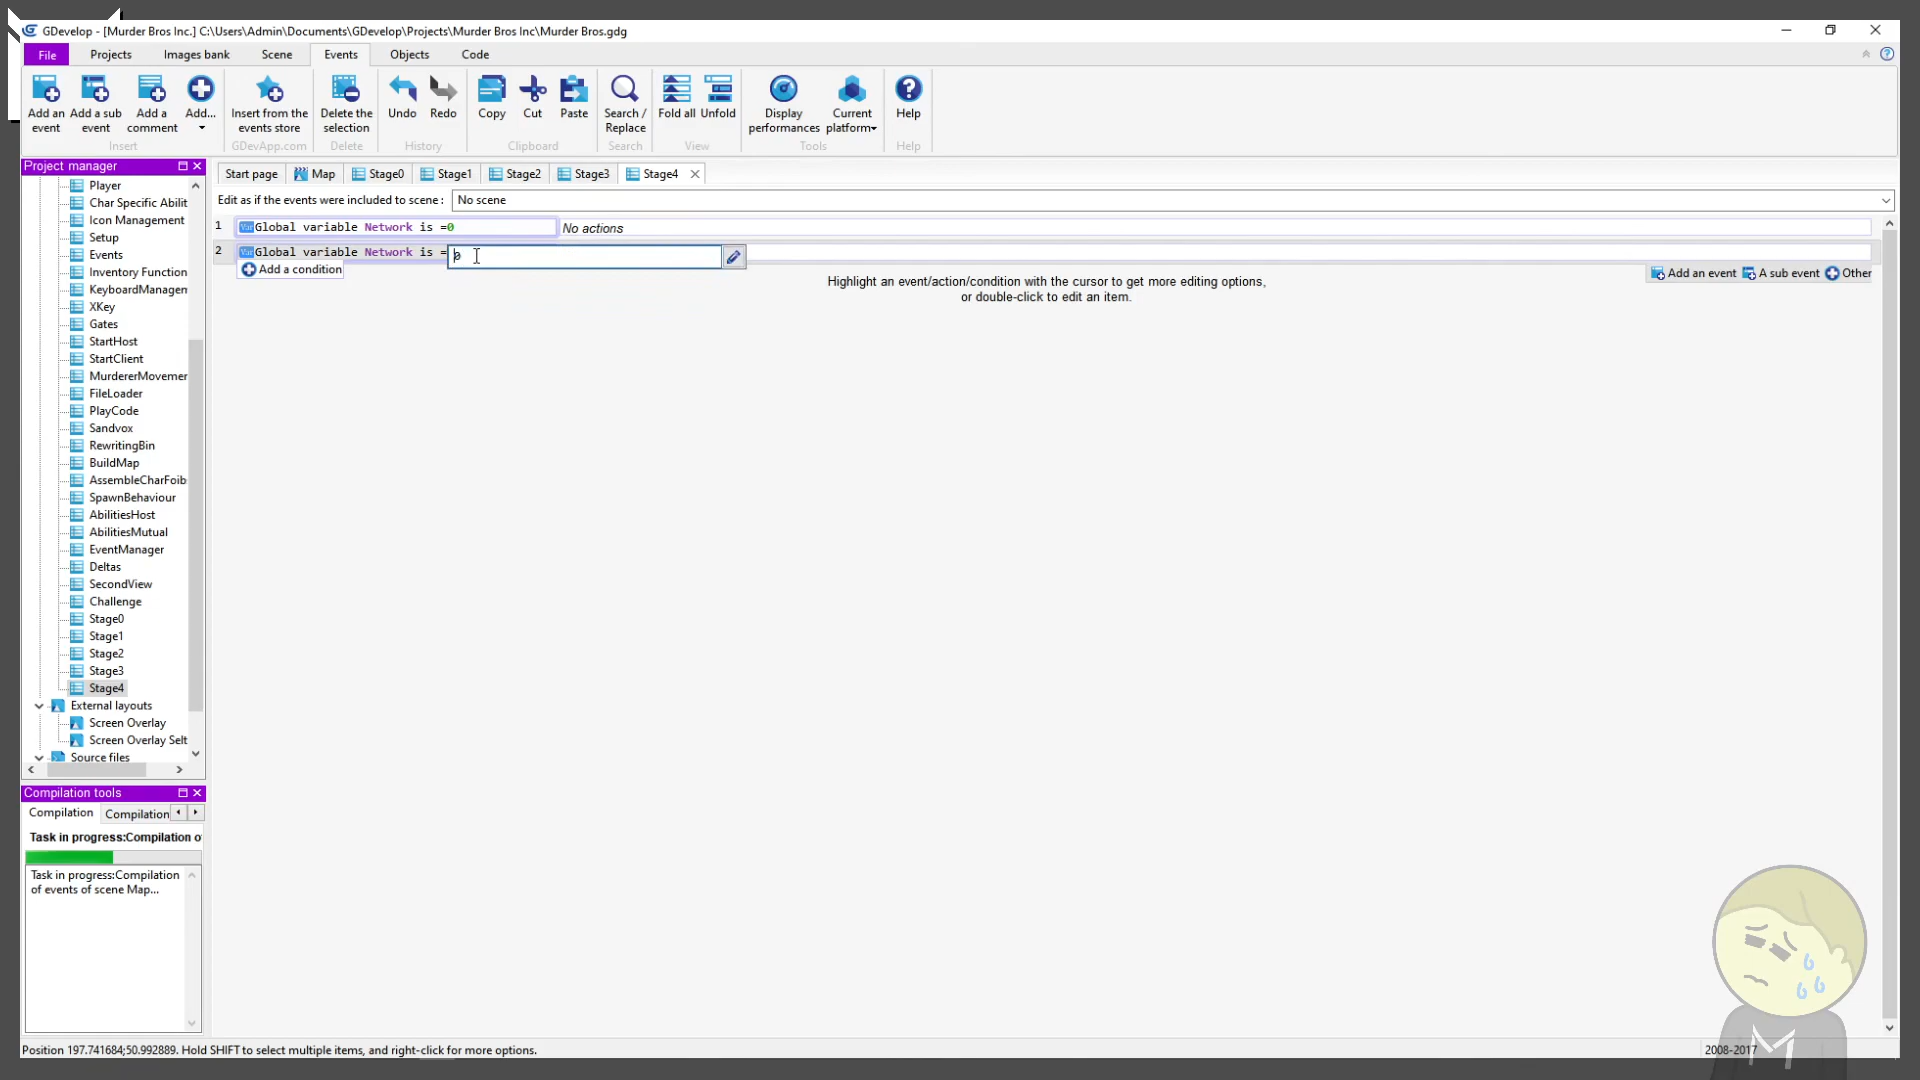 GDevelop - [Murder Bros Inc.] C:\Users\Admin\Documents\GDevelop\Projects\Murder Bros Inc\Murder Bros.gdg
File Projects Images bank Scene Events Objects Code
Add an event
Add a sub event
Add a comment
Add...
Insert from the events store
Delete the selection
Undo
Redo
Copy
Cut
Paste
Search / Replace
Fold all
Unfold
Display performances
Current platform
Help
Insert GDevApp.com Delete History Clipboard Search View Tools Help
Project manager
Player
Char Specific Abilit
Icon Management
Setup
Events
Inventory Function
KeyboardManagen
XKey
Gates
StartHost
StartClient
MurdererMovemer
FileLoader
PlayCode
Sandvox
RewritingBin
BuildMap
AssembleCharFoib
SpawnBehaviour
AbilitiesHost
AbilitiesMutual
EventManager
Deltas
SecondView
Challenge
Stage0
Stage1
Stage2
Stage3
Stage4
External layouts
Screen Overlay
Screen Overlay Selt
Source files
Compilation tools
Compilation Compilation
Task in progress:Compilation o
Task in progress:Compilation
of events of scene Map...
Start page Map Stage0 Stage1 Stage2 Stage3 Stage4
Edit as if the events were included to scene : No scene
1 Var Global variable Network is =0 No actions
2 Var Global variable Network is = 0
Add a condition
Highlight an event/action/condition with the cursor to get more editing options,
or double-click to edit an item.
Add an event A sub event Other
Position 197.741684;50.992889. Hold SHIFT to select multiple items, and right-click for more options.
2008-2017